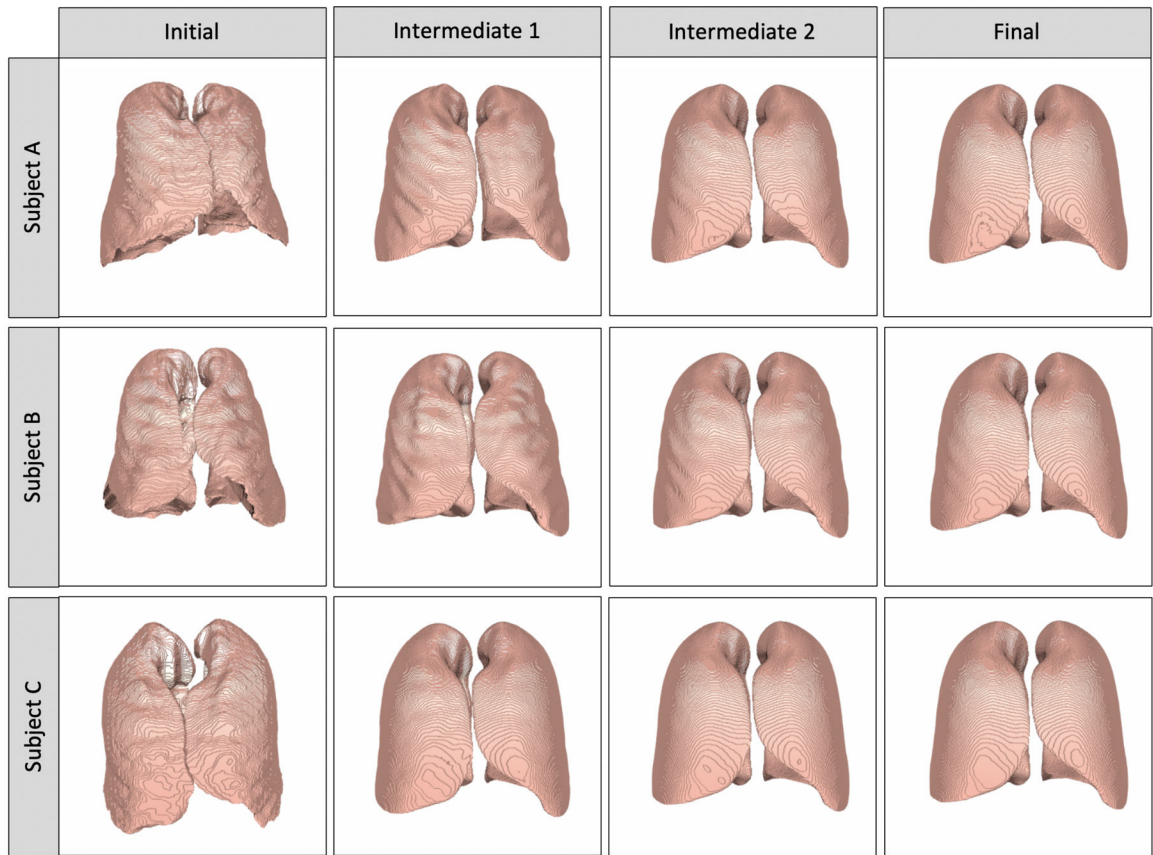 Initial
Intermediate 1
Intermediate 2
Final
Subject A
Subject B
Subject C